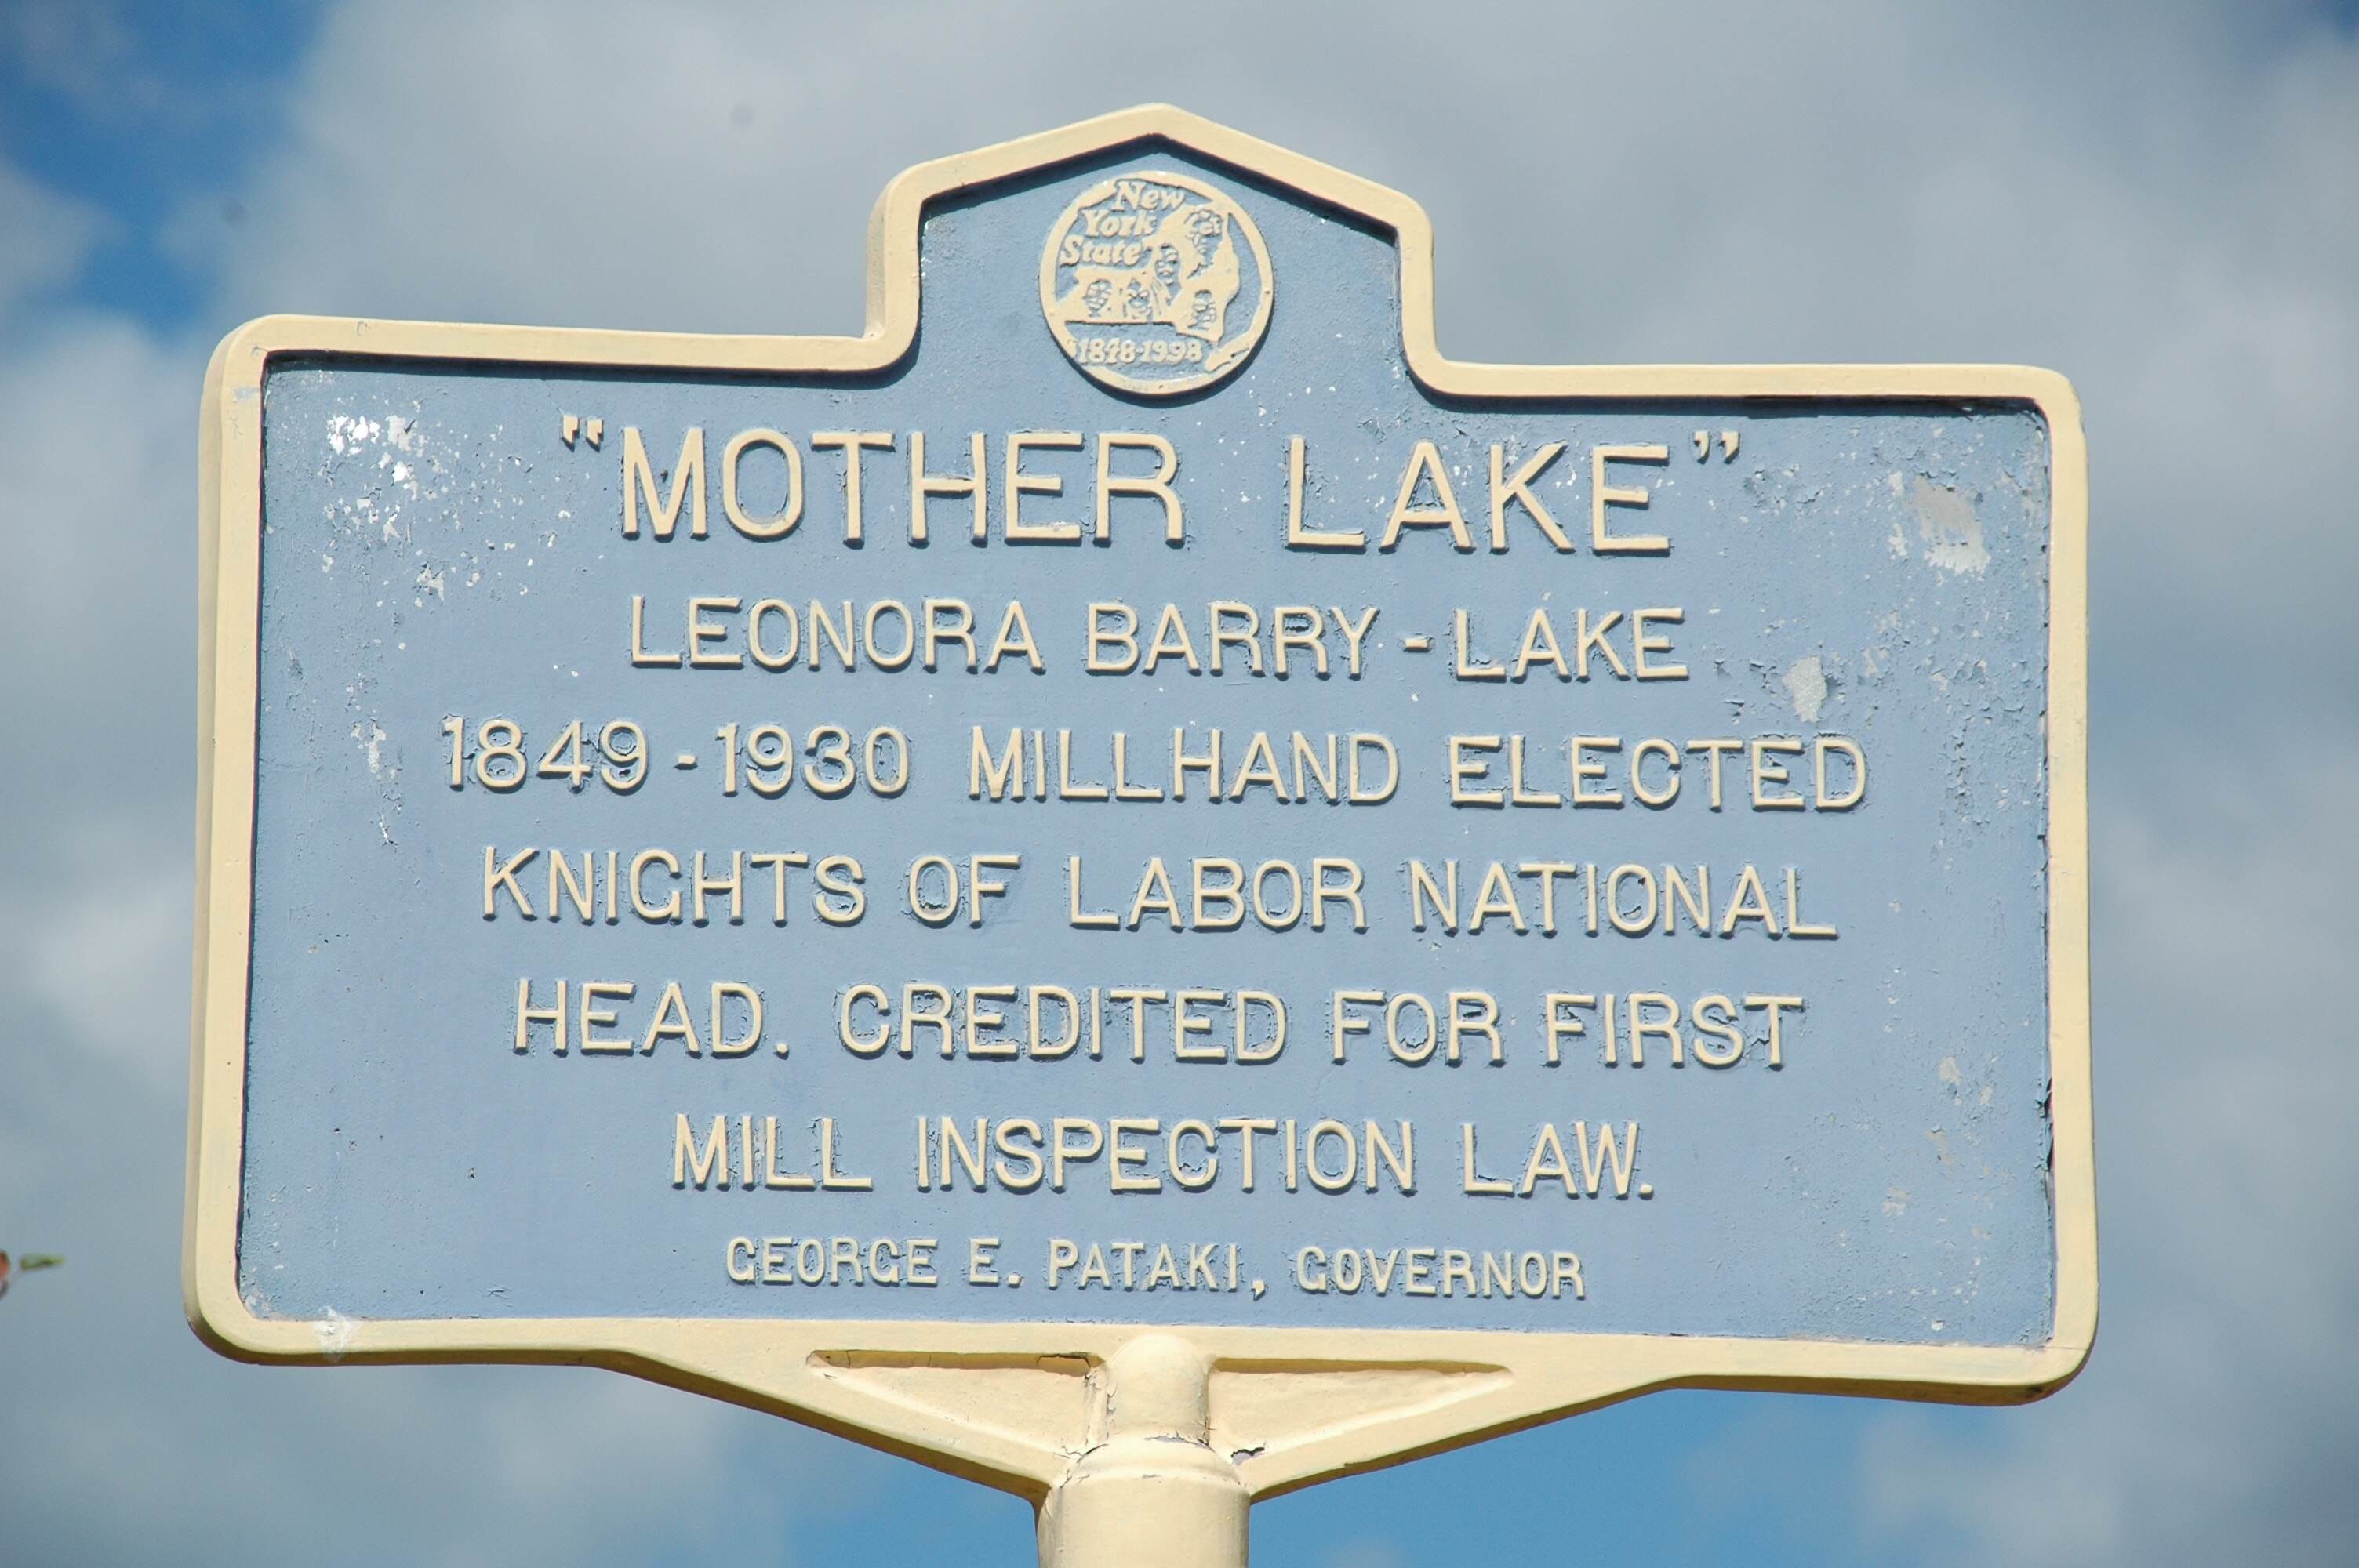 New
York
State
1848-1998
"MOTHER LAKE"
LEONORA BARRY-LAKE
1849-1930 MILLHAND ELECTED
KNIGHTS OF LABOR NATIONAL
HEAD. CREDITED FOR FIRST
MILL INSPECTION LAW.
GEORGE E. PATAKI, GOVERNOR